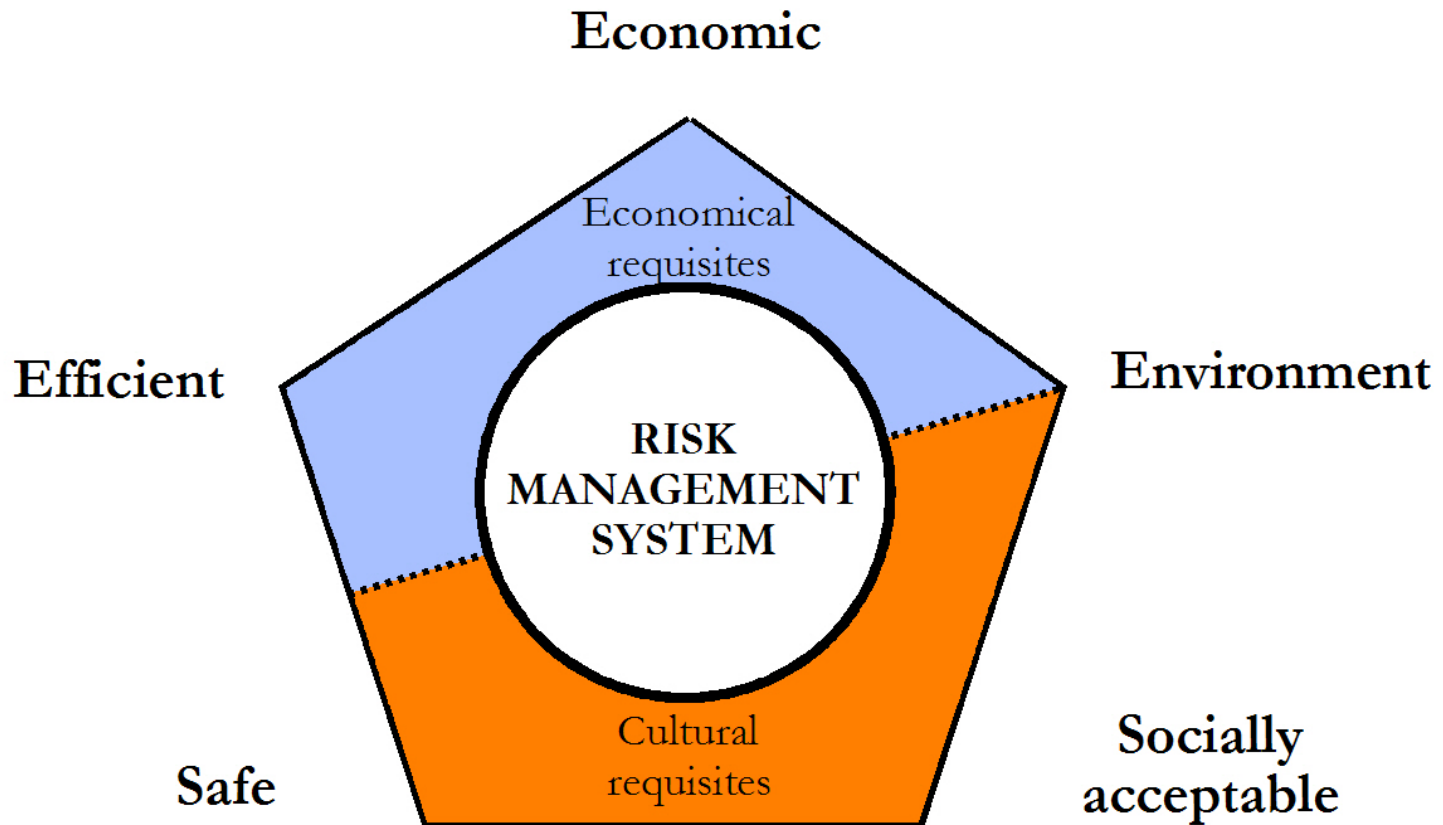 Economic
Economical
requisites
Efficient
Environment
RISK
MANAGEMENT
SYSTEM
Cultural
requisites
Safe
Socially
acceptable